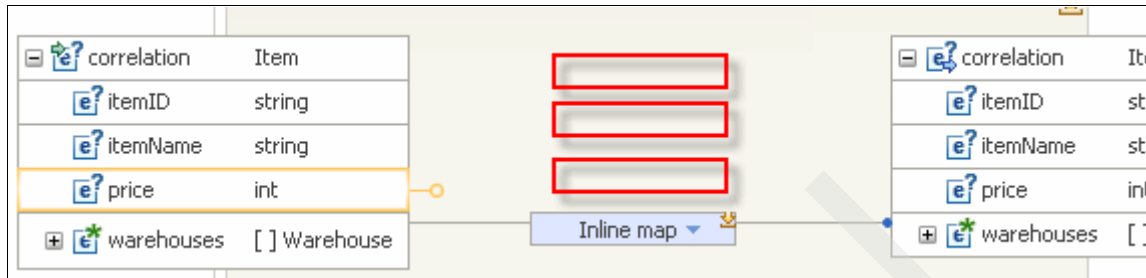 correlation Item correlation
itemID string itemID
itemName string itemName
price int price
warehouses [ ] Warehouse Inline map warehouses